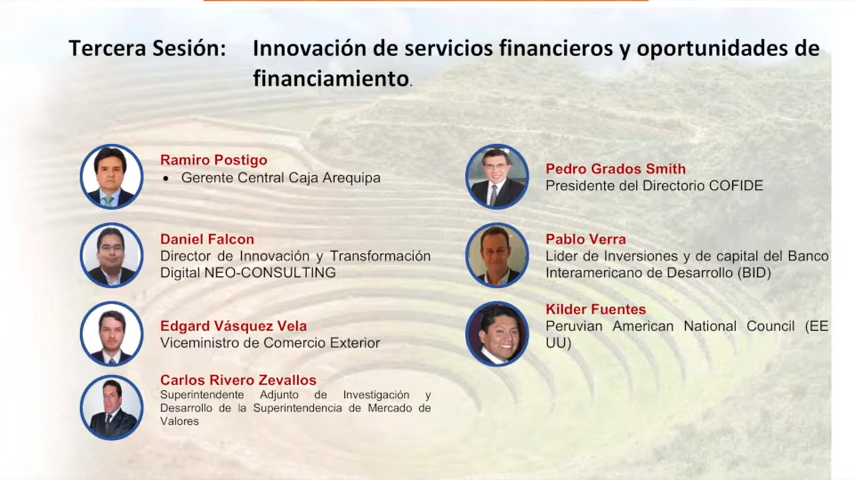 Tercera Sesión: Innovación de servicios financieros y oportunidades de
financiamiento.
Ramiro Postigo
• Gerente Central Caja Arequipa
Daniel Falcon
Director de Innovación y Transformación
Digital NEO-CONSULTING
Edgard Vásquez Vela
Viceministro de Comercio Exterior
Carlos Rivero Zevallos
Superintendente Adjunto de Investigación y
Desarrollo de la Superintendencia de Mercado de
Valores
Pedro Grados Smith
Presidente del Directorio COFIDE
Pablo Verra
Lider de Inversiones y de capital del Banco
Interamericano de Desarrollo (BID)
Kilder Fuentes
Peruvian American National Council (EE
UU)